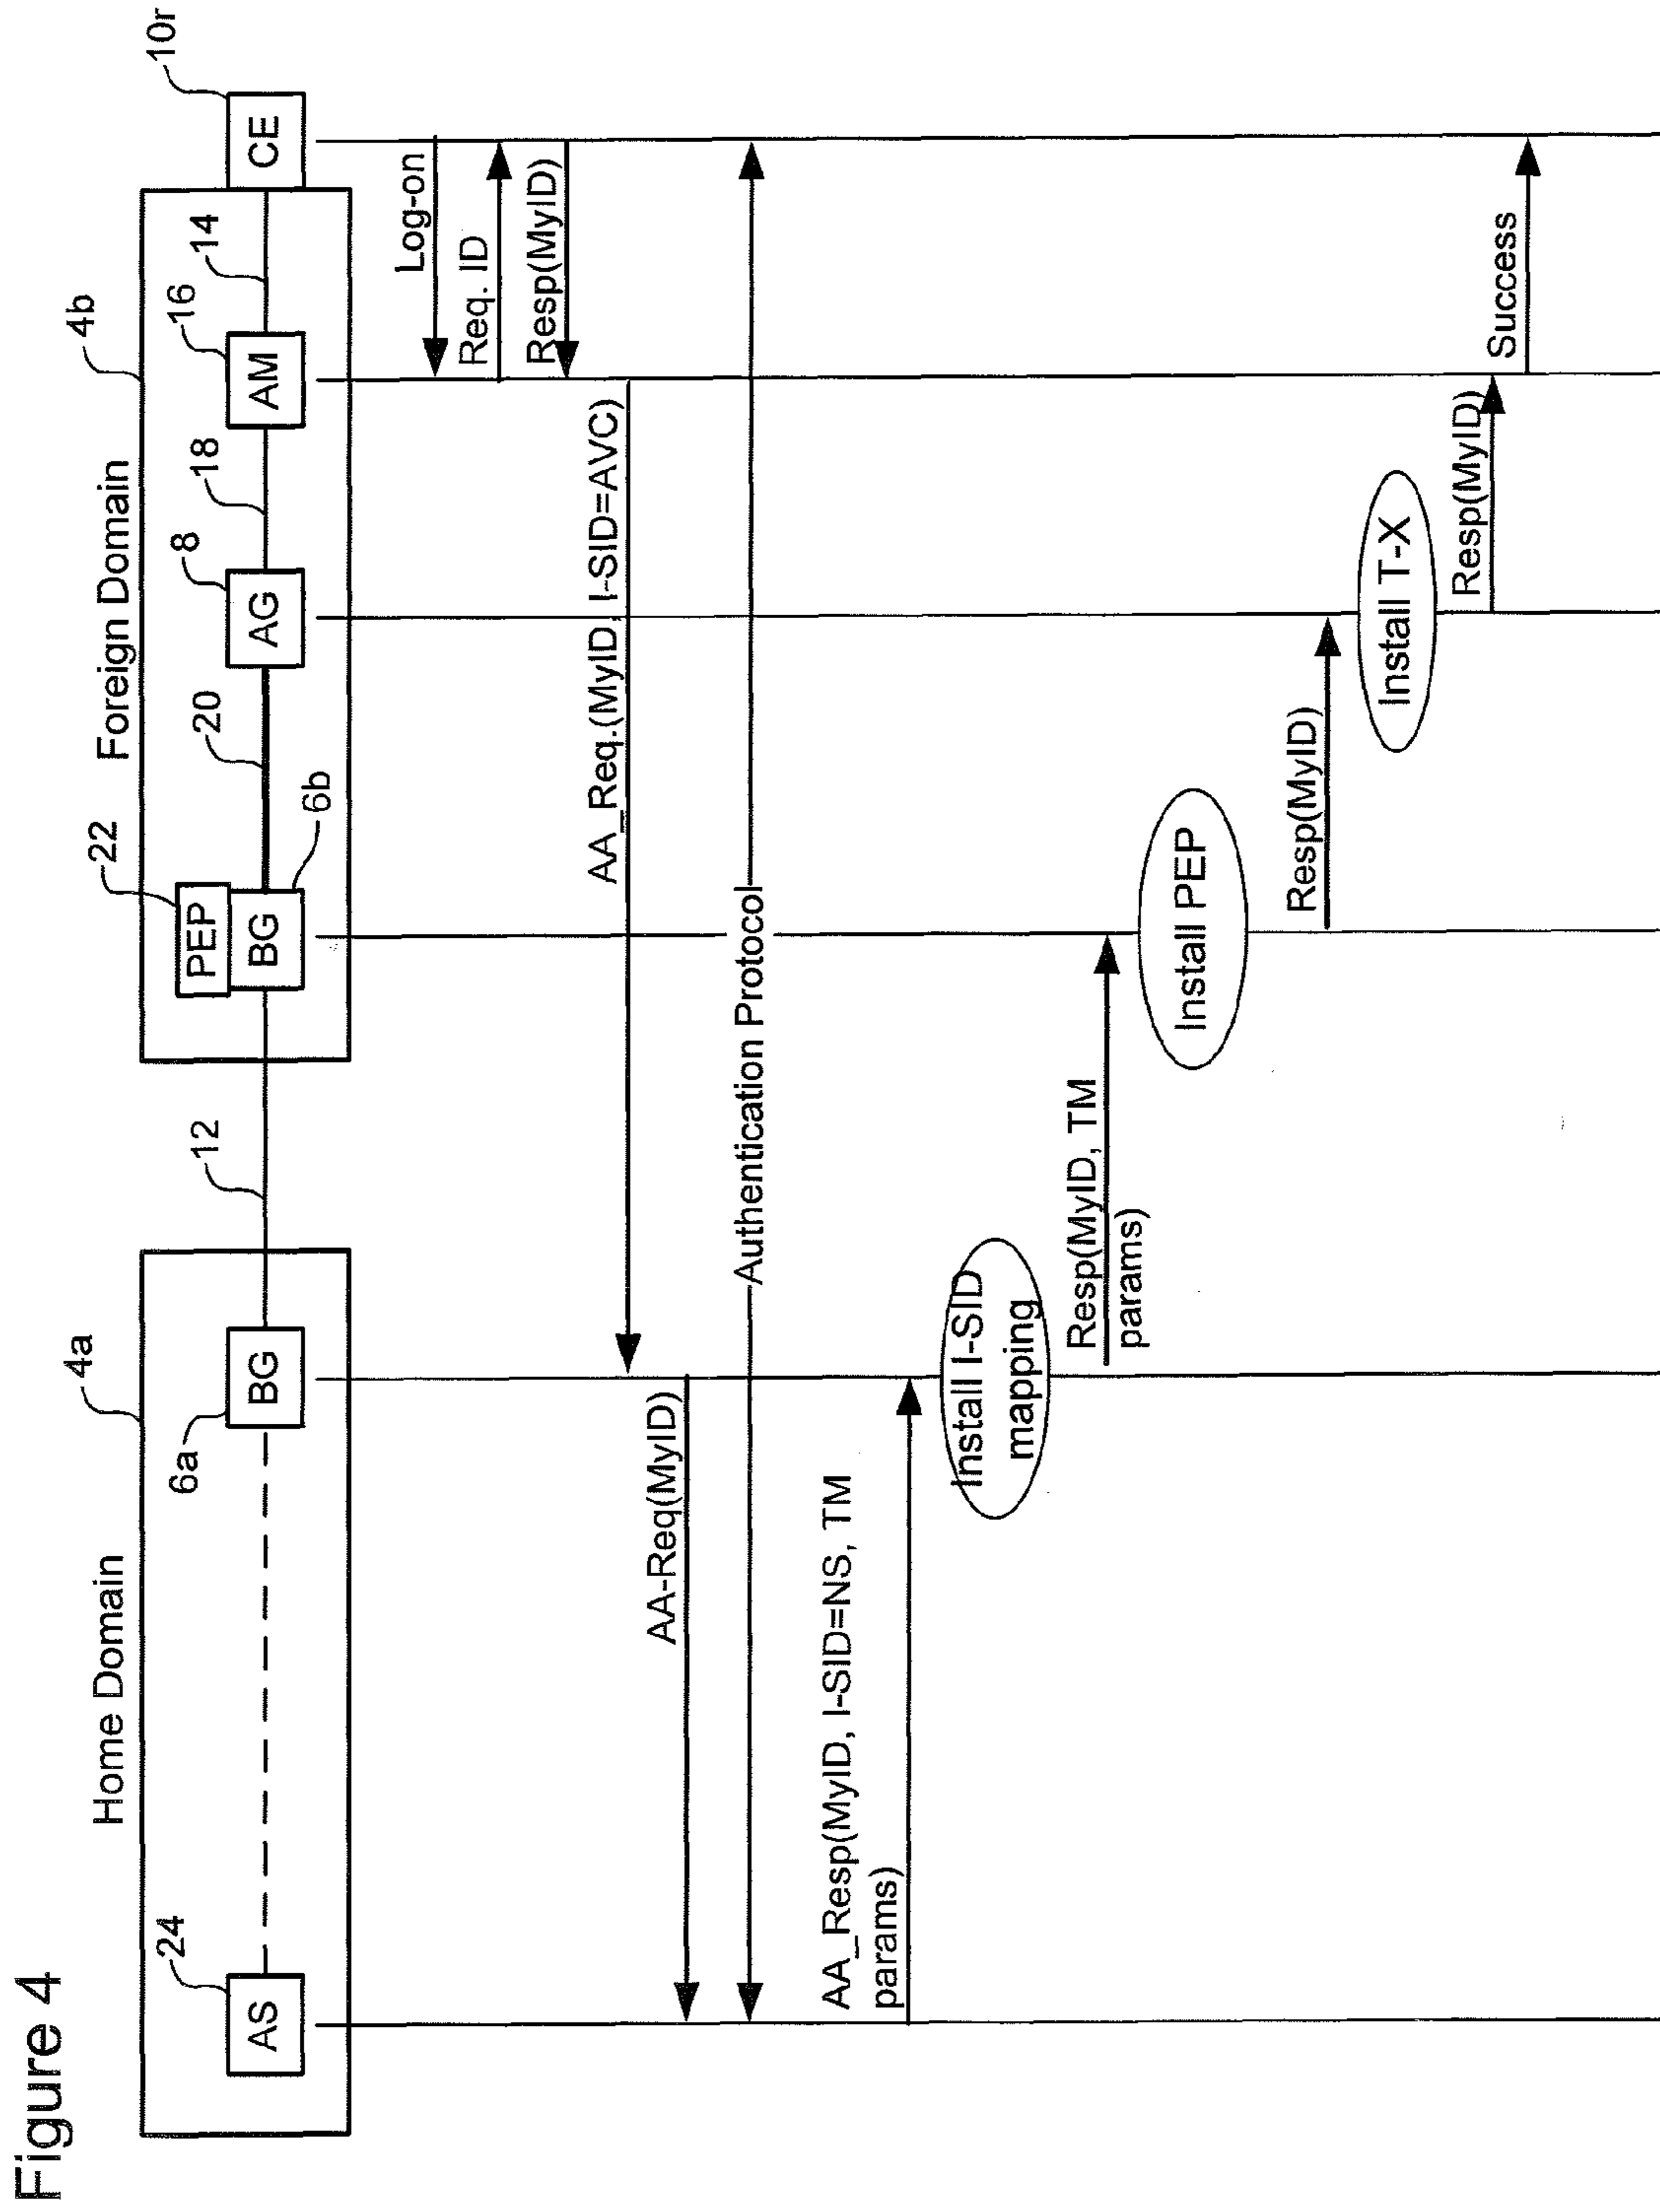 Figure 4
Home Domain
4a
Foreign Domain
4b
10r
24
6a
12
22
20
8
18
16
14
PEP
6b
AS
BG
BG
AG
AM
CE
Log-on
Req. ID
Resp(MyID)
AA_Req.(MyID, I-SID=AVC)
AA-Req(MyID)
Authentication Protocol
AA_Resp(MyID, I-SID=NS, TM
params)
Install I-SID
mapping
Resp(MyID, TM
params)
Install PEP
Resp(MyID)
Install T-X
Resp(MyID)
Success